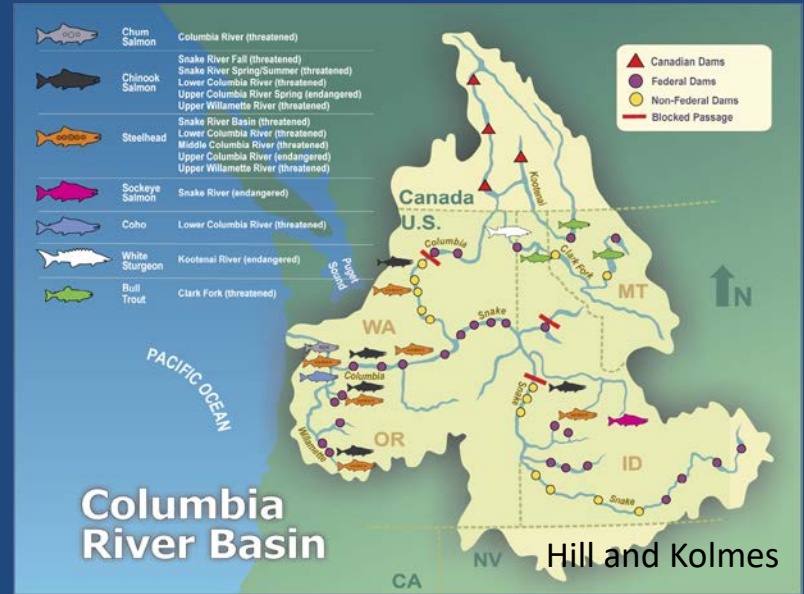 Chum Salmon
Columbia River (threatened)
Chinook Salmon
Snake River Fall (threatened)
Snake River Spring/Summer (threatened)
Lower Columbia River (threatened)
Upper Columbia River Spring (endangered)
Upper Willamette River (threatened)
Steelhead
Snake River Basin (threatened)
Lower Columbia River (threatened)
Middle Columbia River (threatened)
Upper Columbia River (endangered)
Upper Willamette River (threatened)
Sockeye Salmon
Snake River (endangered)
Coho
Lower Columbia River (threatened)
White Sturgeon
Kootenai River (endangered)
Bull Trout
Clark Fork (threatened)
Canadian Dams
Federal Dams
Non-Federal Dams
Blocked Passage
Canada
U.S.
Kootenai
Columbia
Clark Fork
Puget Sound
MT
N
WA
Snake
PACIFIC OCEAN
Columbia
Snake
OR
Willamette
ID
Snake
Columbia River Basin
NV
CA
Hill and Kolmes